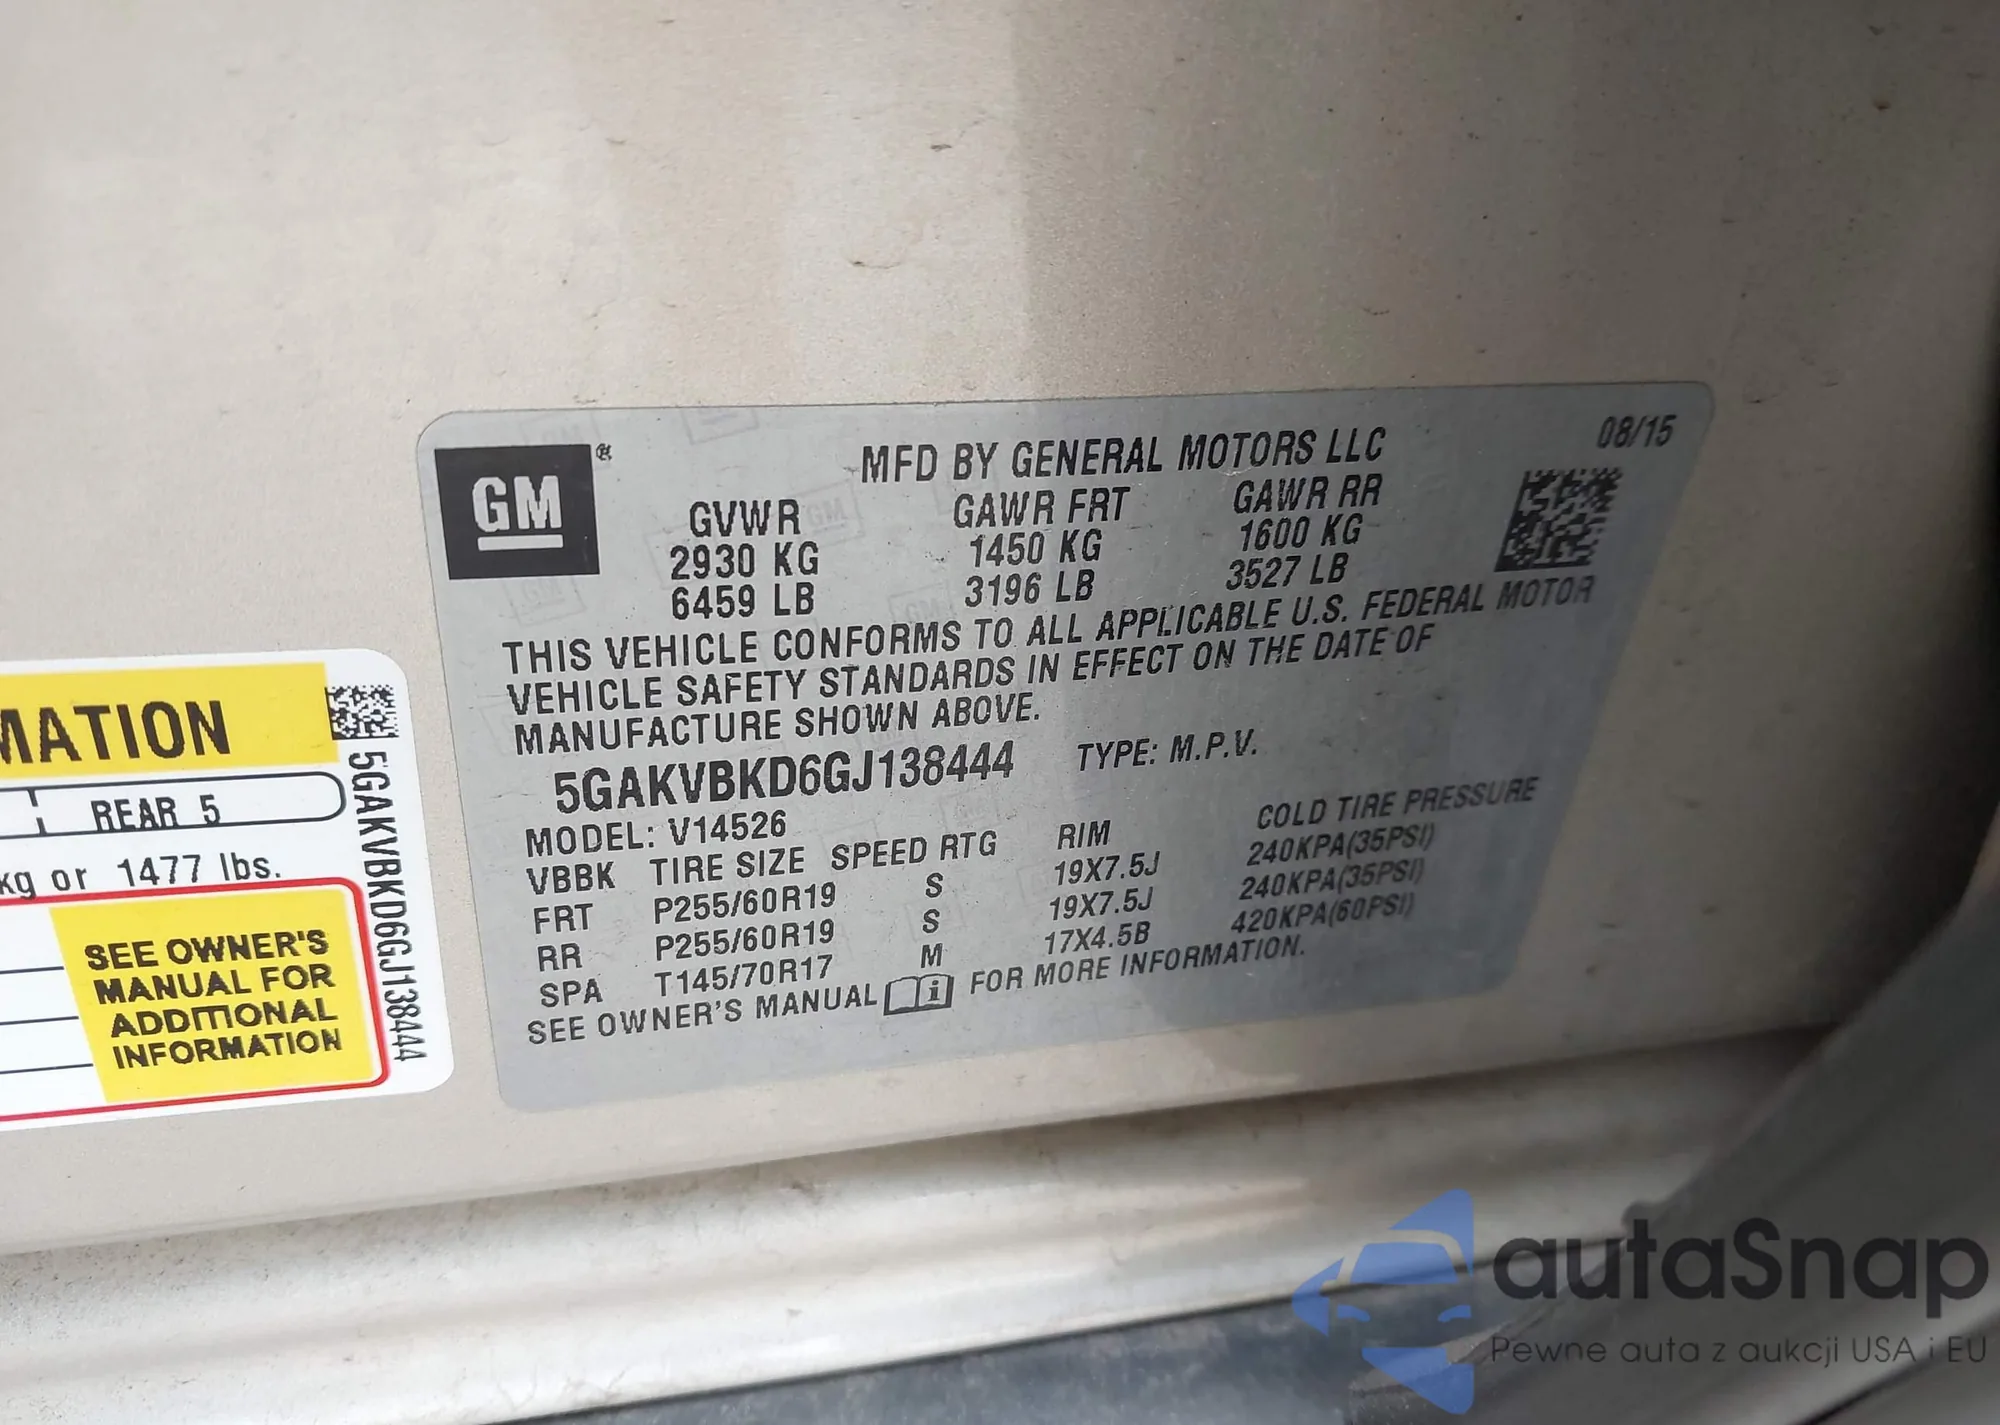 GM
MFD BY GENERAL MOTORS LLC
08/15
GVWR GAWR FRT GAWR RR
2930 KG 1450 KG 1600 KG
6459 LB 3196 LB 3527 LB
THIS VEHICLE CONFORMS TO ALL APPLICABLE U.S. FEDERAL MOTOR
VEHICLE SAFETY STANDARDS IN EFFECT ON THE DATE OF
MANUFACTURE SHOWN ABOVE.
5GAKVBKD6GJ138444 TYPE: M.P.V.
MODEL: V14526
VBBK TIRE SIZE SPEED RTG RIM COLD TIRE PRESSURE
FRT P255/60R19 S 19X7.5J 240KPA(35PSI)
RR P255/60R19 S 19X7.5J 240KPA(35PSI)
SPA T145/70R17 M 17X4.5B 420KPA(60PSI)
SEE OWNER'S MANUAL i FOR MORE INFORMATION.
MATION
REAR 5
kg or 1477 lbs.
SEE OWNER'S
MANUAL FOR
ADDITIONAL
INFORMATION
5GAKVBKD6GJ138444
autaSnap
Pewne auta z aukcji USA i EU